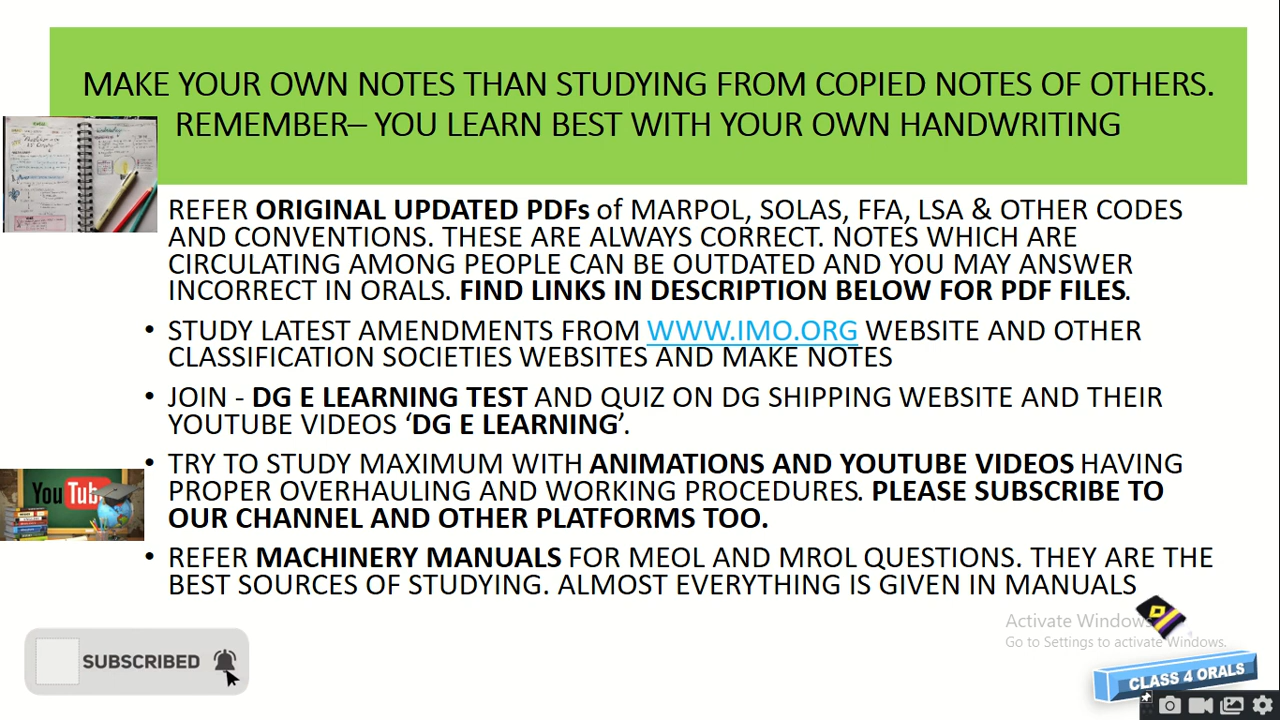 MAKE YOUR OWN NOTES THAN STUDYING FROM COPIED NOTES OF OTHERS.
REMEMBER– YOU LEARN BEST WITH YOUR OWN HANDWRITING
REFER ORIGINAL UPDATED PDFs of MARPOL, SOLAS, FFA, LSA & OTHER CODES
AND CONVENTIONS. THESE ARE ALWAYS CORRECT. NOTES WHICH ARE
CIRCULATING AMONG PEOPLE CAN BE OUTDATED AND YOU MAY ANSWER
INCORRECT IN ORALS. FIND LINKS IN DESCRIPTION BELOW FOR PDF FILES.
• STUDY LATEST AMENDMENTS FROM WWW.IMO.ORG WEBSITE AND OTHER
CLASSIFICATION SOCIETIES WEBSITES AND MAKE NOTES
• JOIN - DG E LEARNING TEST AND QUIZ ON DG SHIPPING WEBSITE AND THEIR
YOUTUBE VIDEOS ‘DG E LEARNING’.
• TRY TO STUDY MAXIMUM WITH ANIMATIONS AND YOUTUBE VIDEOS HAVING
PROPER OVERHAULING AND WORKING PROCEDURES. PLEASE SUBSCRIBE TO
OUR CHANNEL AND OTHER PLATFORMS TOO.
YouTub
• REFER MACHINERY MANUALS FOR MEOL AND MROL QUESTIONS. THEY ARE THE
BEST SOURCES OF STUDYING. ALMOST EVERYTHING IS GIVEN IN MANUALS
Activate Windows
Go to Settings to activate Windows.
SUBSCRIBED
CLASS 4 ORALS